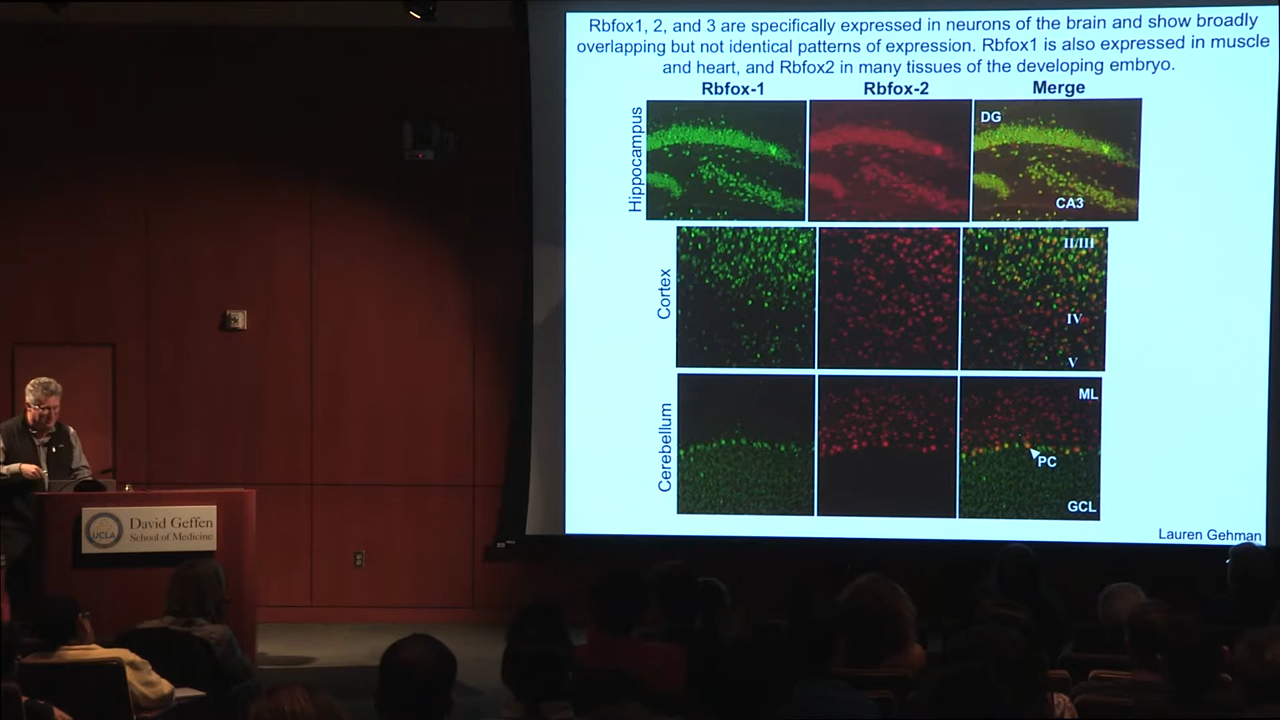 Rbfox1, 2, and 3 are specifically expressed in neurons of the brain and show broadly
overlapping but not identical patterns of expression. Rbfox1 is also expressed in muscle
and heart, and Rbfox2 in many tissues of the developing embryo.
Rbfox-1 Rbfox-2 Merge
Hippocampus
DG
CA3
Cortex
II/III
IV
V
Cerebellum
ML
PC
GCL
Lauren Gehman
UCLA
David Geffen
School of Medicine